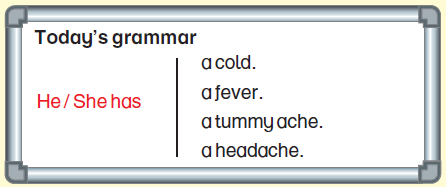 Today's grammar
a cold.
a fever.
He / She has
a tummy ache.
a headache.